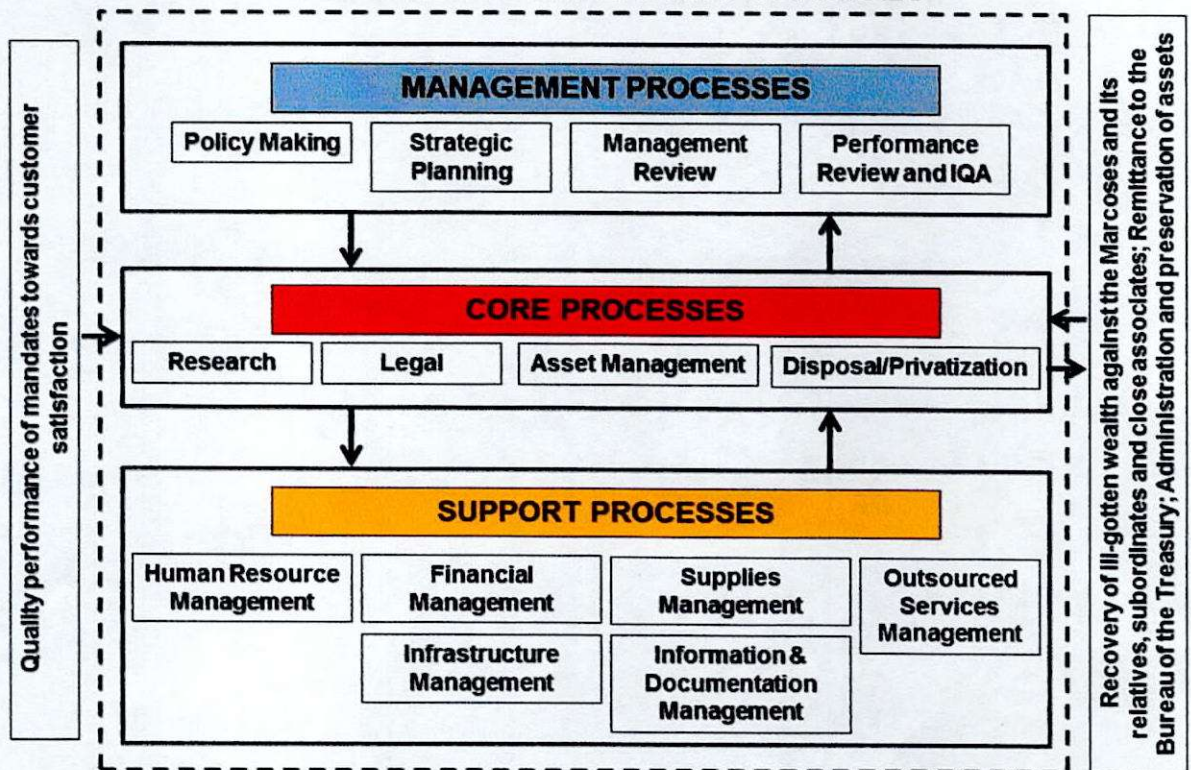 Quality performance of mandates towards customer
satisfaction
MANAGEMENT PROCESSES
Policy Making
Strategic
Planning
Management
Review
Performance
Review and IQA
CORE PROCESSES
Research
Legal
Asset Management
Disposal/Privatization
SUPPORT PROCESSES
Human Resource
Management
Financial
Management
Supplies
Management
Outsourced
Services
Management
Infrastructure
Management
Information &
Documentation
Management
Recovery of Ill-gotten wealth against the Marcoses and its
relatives, subordinates and close associates; Remittance to the
Bureau of the Treasury; Administration and preservation of assets